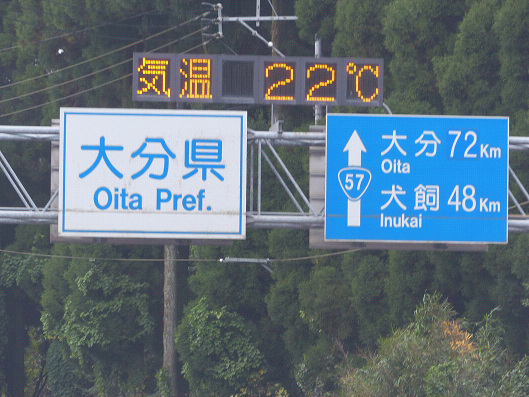 気温 22℃
大分県
Oita Pref.
大分 72Km
Oita
57
犬飼 48Km
Inukai